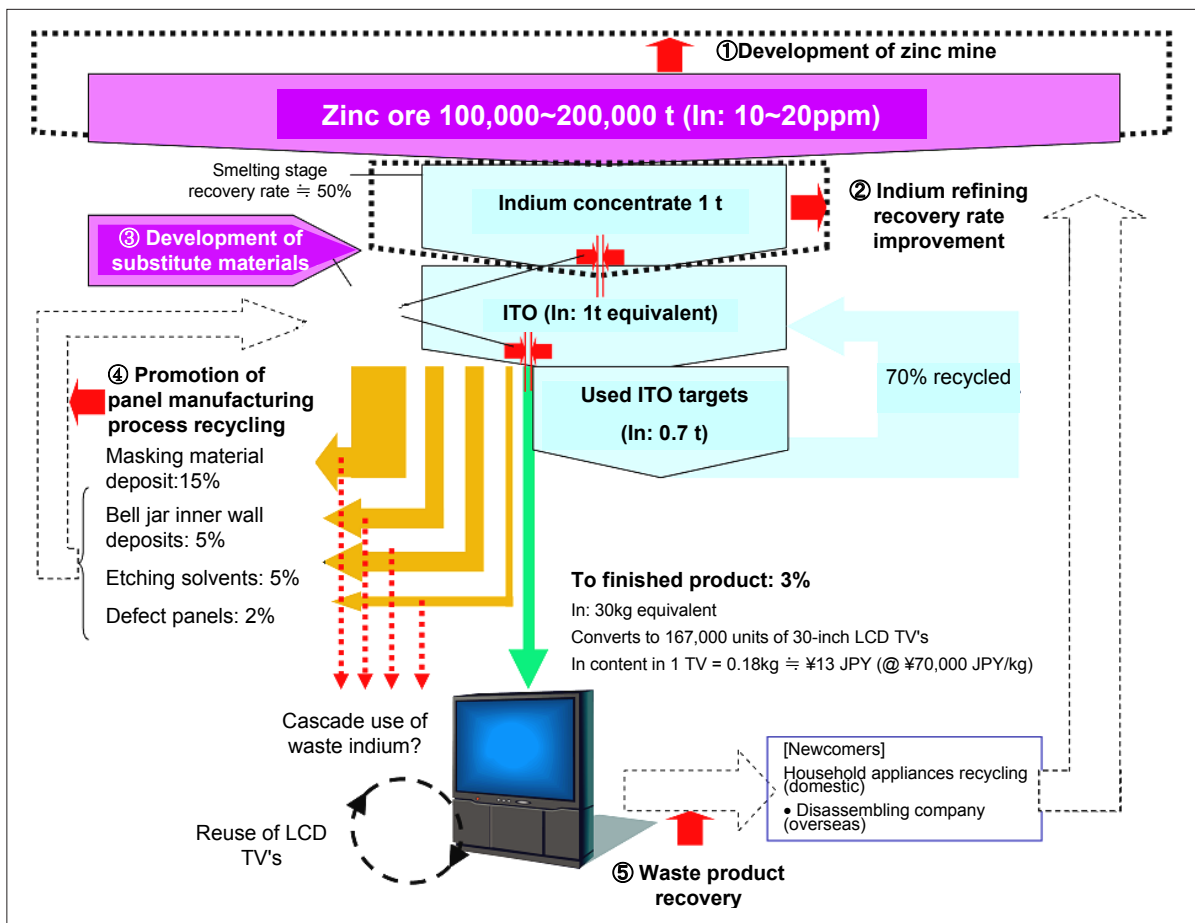 ①Development of zinc mine
Zinc ore 100,000~200,000 t (In: 10~20ppm)
Smelting stage
recovery rate ≒ 50%
Indium concentrate 1 t
② Indium refining
recovery rate
improvement
③ Development of
substitute materials
ITO (In: 1t equivalent)
④ Promotion of
panel manufacturing
process recycling
Used ITO targets
(In: 0.7 t)
70% recycled
Masking material
deposit:15%
Bell jar inner wall
deposits: 5%
Etching solvents: 5%
Defect panels: 2%
To finished product: 3%
In: 30kg equivalent
Converts to 167,000 units of 30-inch LCD TV's
In content in 1 TV = 0.18kg ≒ ¥13 JPY (@ ¥70,000 JPY/kg)
Cascade use of
waste indium?
Reuse of LCD
TV's
[Newcomers]
Household appliances recycling
(domestic)
● Disassembling company
(overseas)
⑤ Waste product
recovery